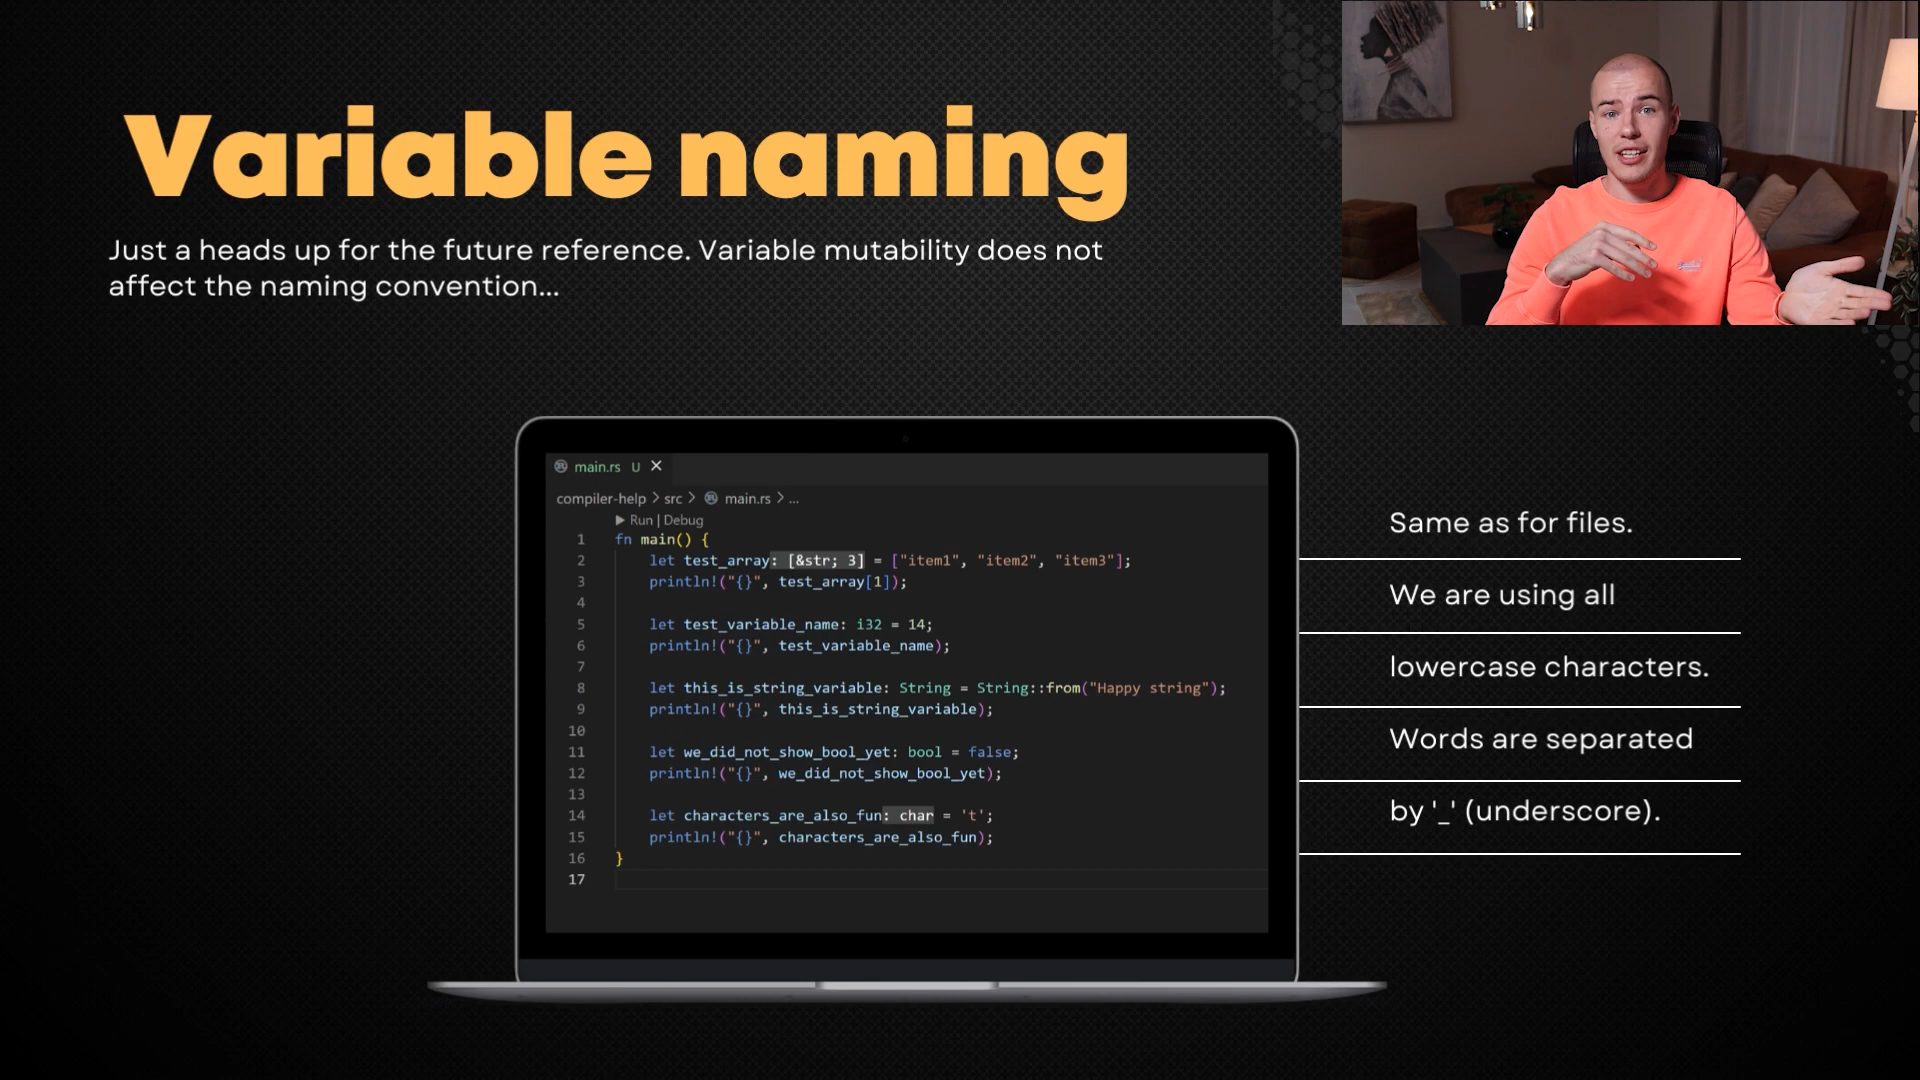 Variable naming
Just a heads up for the future reference. Variable mutability does not
affect the naming convention...
main.rs U ×
compiler-help > src > main.rs > ...
Run | Debug
1 fn main() {
2 let test_array: [&str; 3] = ["item1", "item2", "item3"];
3 println!("{}", test_array[1]);
4
5 let test_variable_name: i32 = 14;
6 println!("{}", test_variable_name);
7
8 let this_is_string_variable: String = String::from("Happy string");
9 println!("{}", this_is_string_variable);
10
11 let we_did_not_show_bool_yet: bool = false;
12 println!("{}", we_did_not_show_bool_yet);
13
14 let characters_are_also_fun: char = 't';
15 println!("{}", characters_are_also_fun);
16 }
17
Same as for files.
We are using all
lowercase characters.
Words are separated
by '_' (underscore).